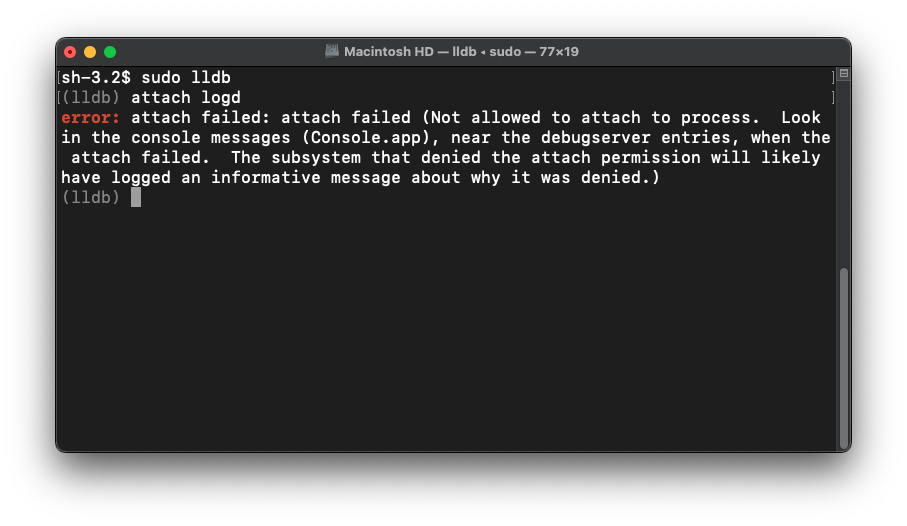 Macintosh HD — lldb ◂ sudo — 77×19
[sh-3.2$ sudo lldb ]
[(lldb) attach logd ]
error: attach failed: attach failed (Not allowed to attach to process.  Look
in the console messages (Console.app), near the debugserver entries, when the
 attach failed.  The subsystem that denied the attach permission will likely
have logged an informative message about why it was denied.)
(lldb)